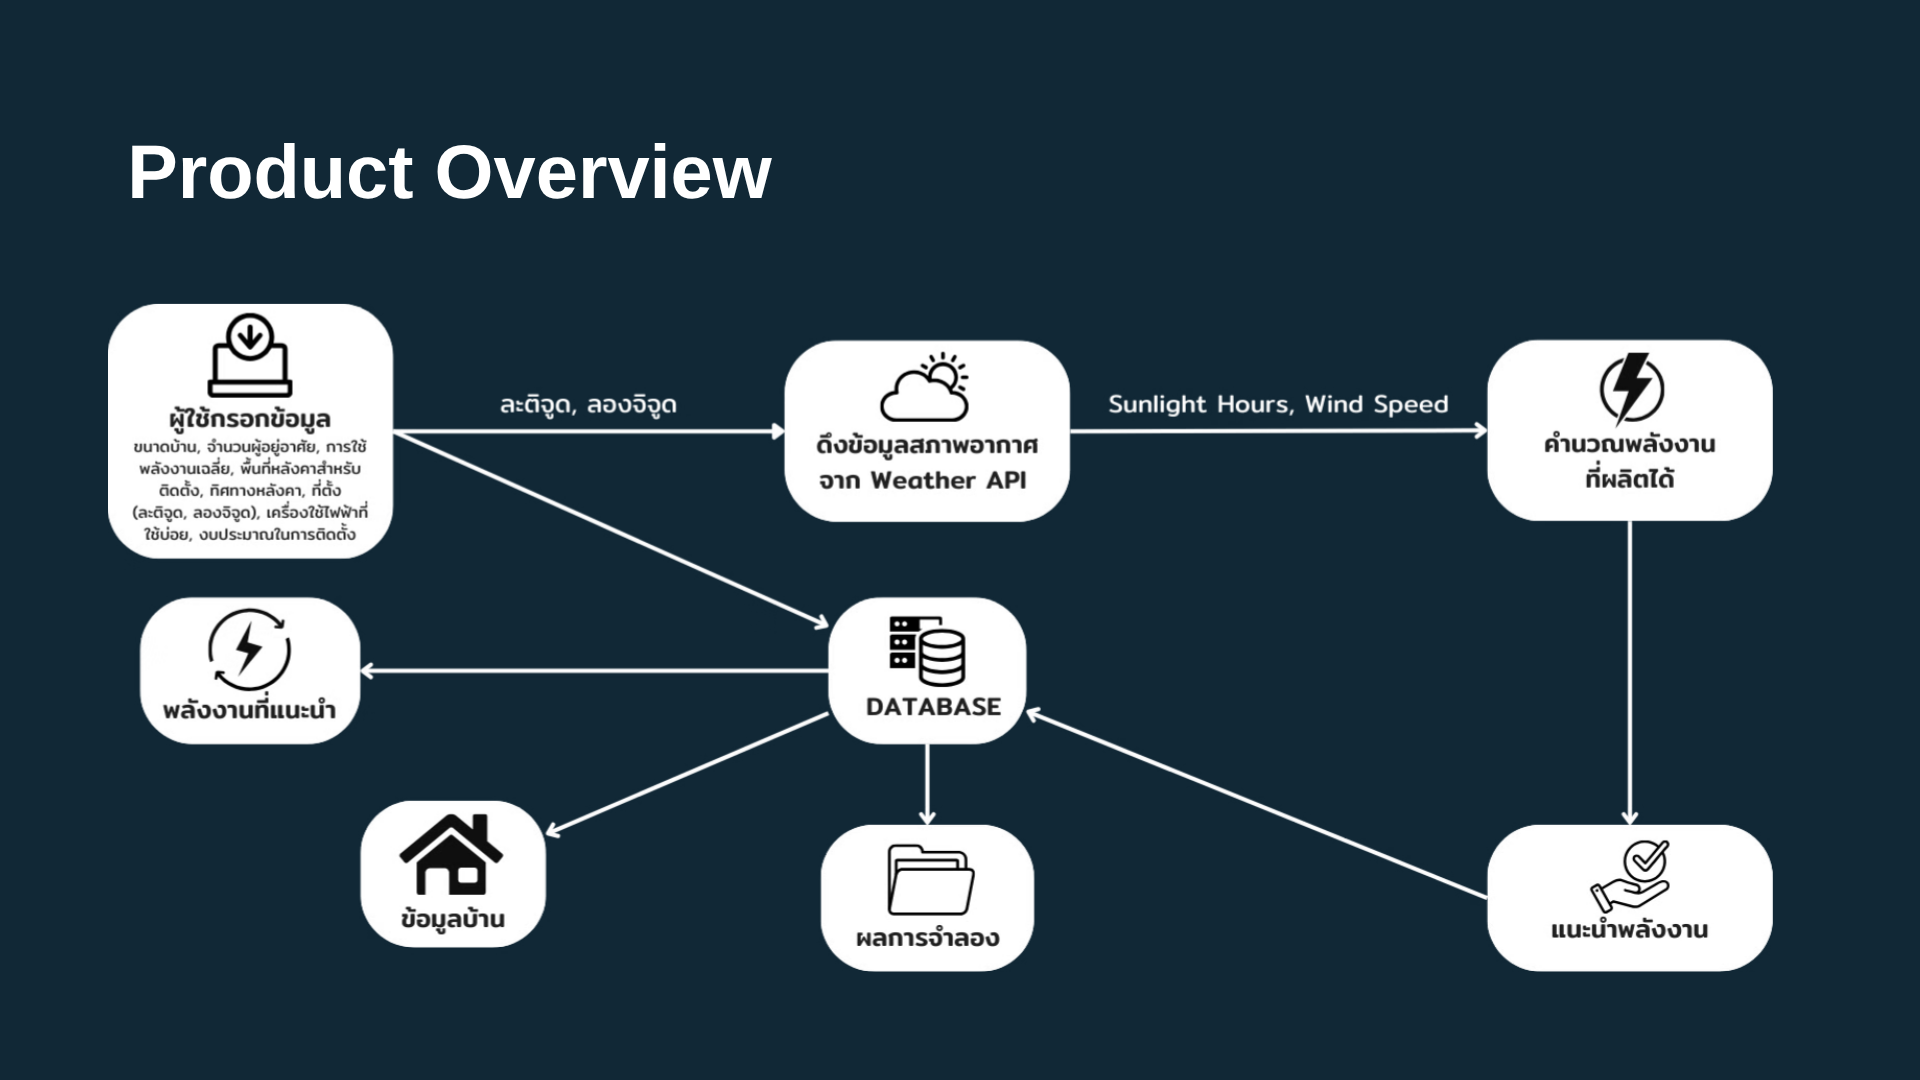 Product Overview
ผู้ใช้กรอกข้อมูล
ขนาดบ้าน, จำนวนผู้อยู่อาศัย, การใช้
พลังงานเฉลี่ย, พื้นที่หลังคาสำหรับ
ติดตั้ง, ทิศทางหลังคา, ที่ตั้ง
(ละติจูด, ลองจิจูด), เครื่องใช้ไฟฟ้าที่
ใช้บ่อย, งบประมาณในการติดตั้ง
ละติจูด, ลองจิจูด
ดึงข้อมูลสภาพอากาศ
จาก Weather API
Sunlight Hours, Wind Speed
คำนวณพลังงาน
ที่ผลิตได้
พลังงานที่แนะนำ
DATABASE
ข้อมูลบ้าน
ผลการจำลอง
แนะนำพลังงาน